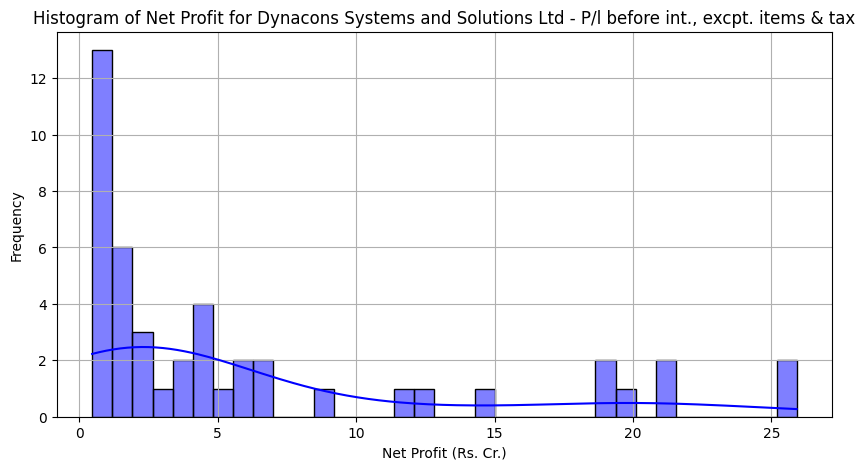 Histogram of Net Profit for Dynacons Systems and Solutions Ltd - P/l before int., excpt. items & tax
12
10
8
6
4
2
0
Frequency
0 5 10 15 20 25
Net Profit (Rs. Cr.)